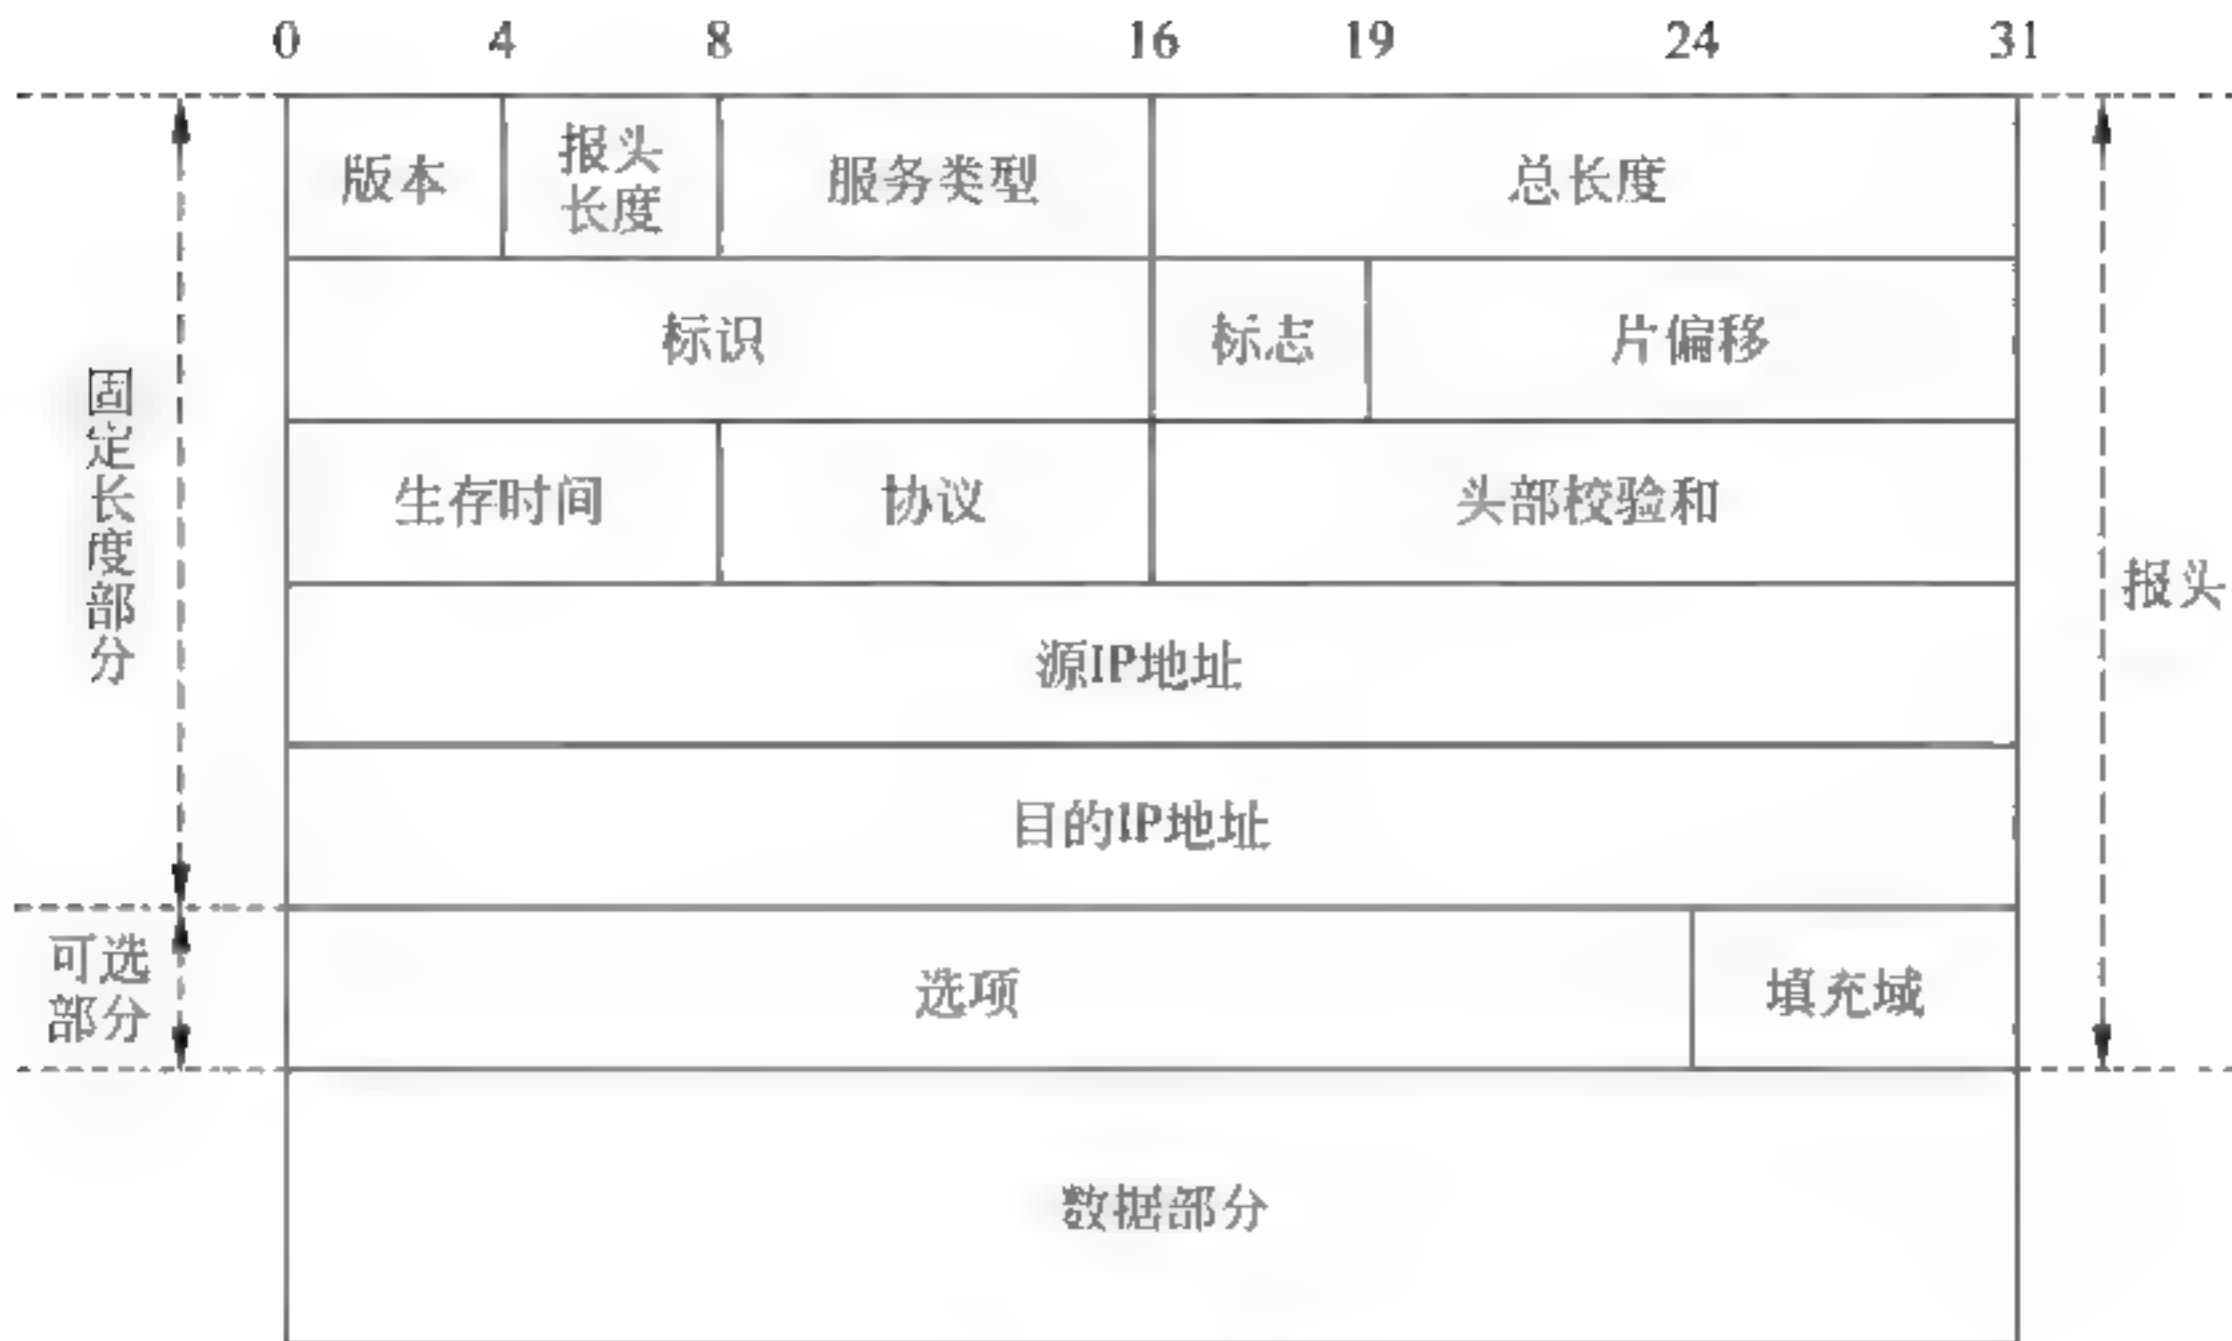 0 4 8 16 19 24 31
版本
报头
长度
服务类型
总长度
标识
标志
片偏移
生存时间
协议
头部校验和
源IP地址
目的IP地址
选项
填充域
数据部分
固定长度部分
可选
部分
报头